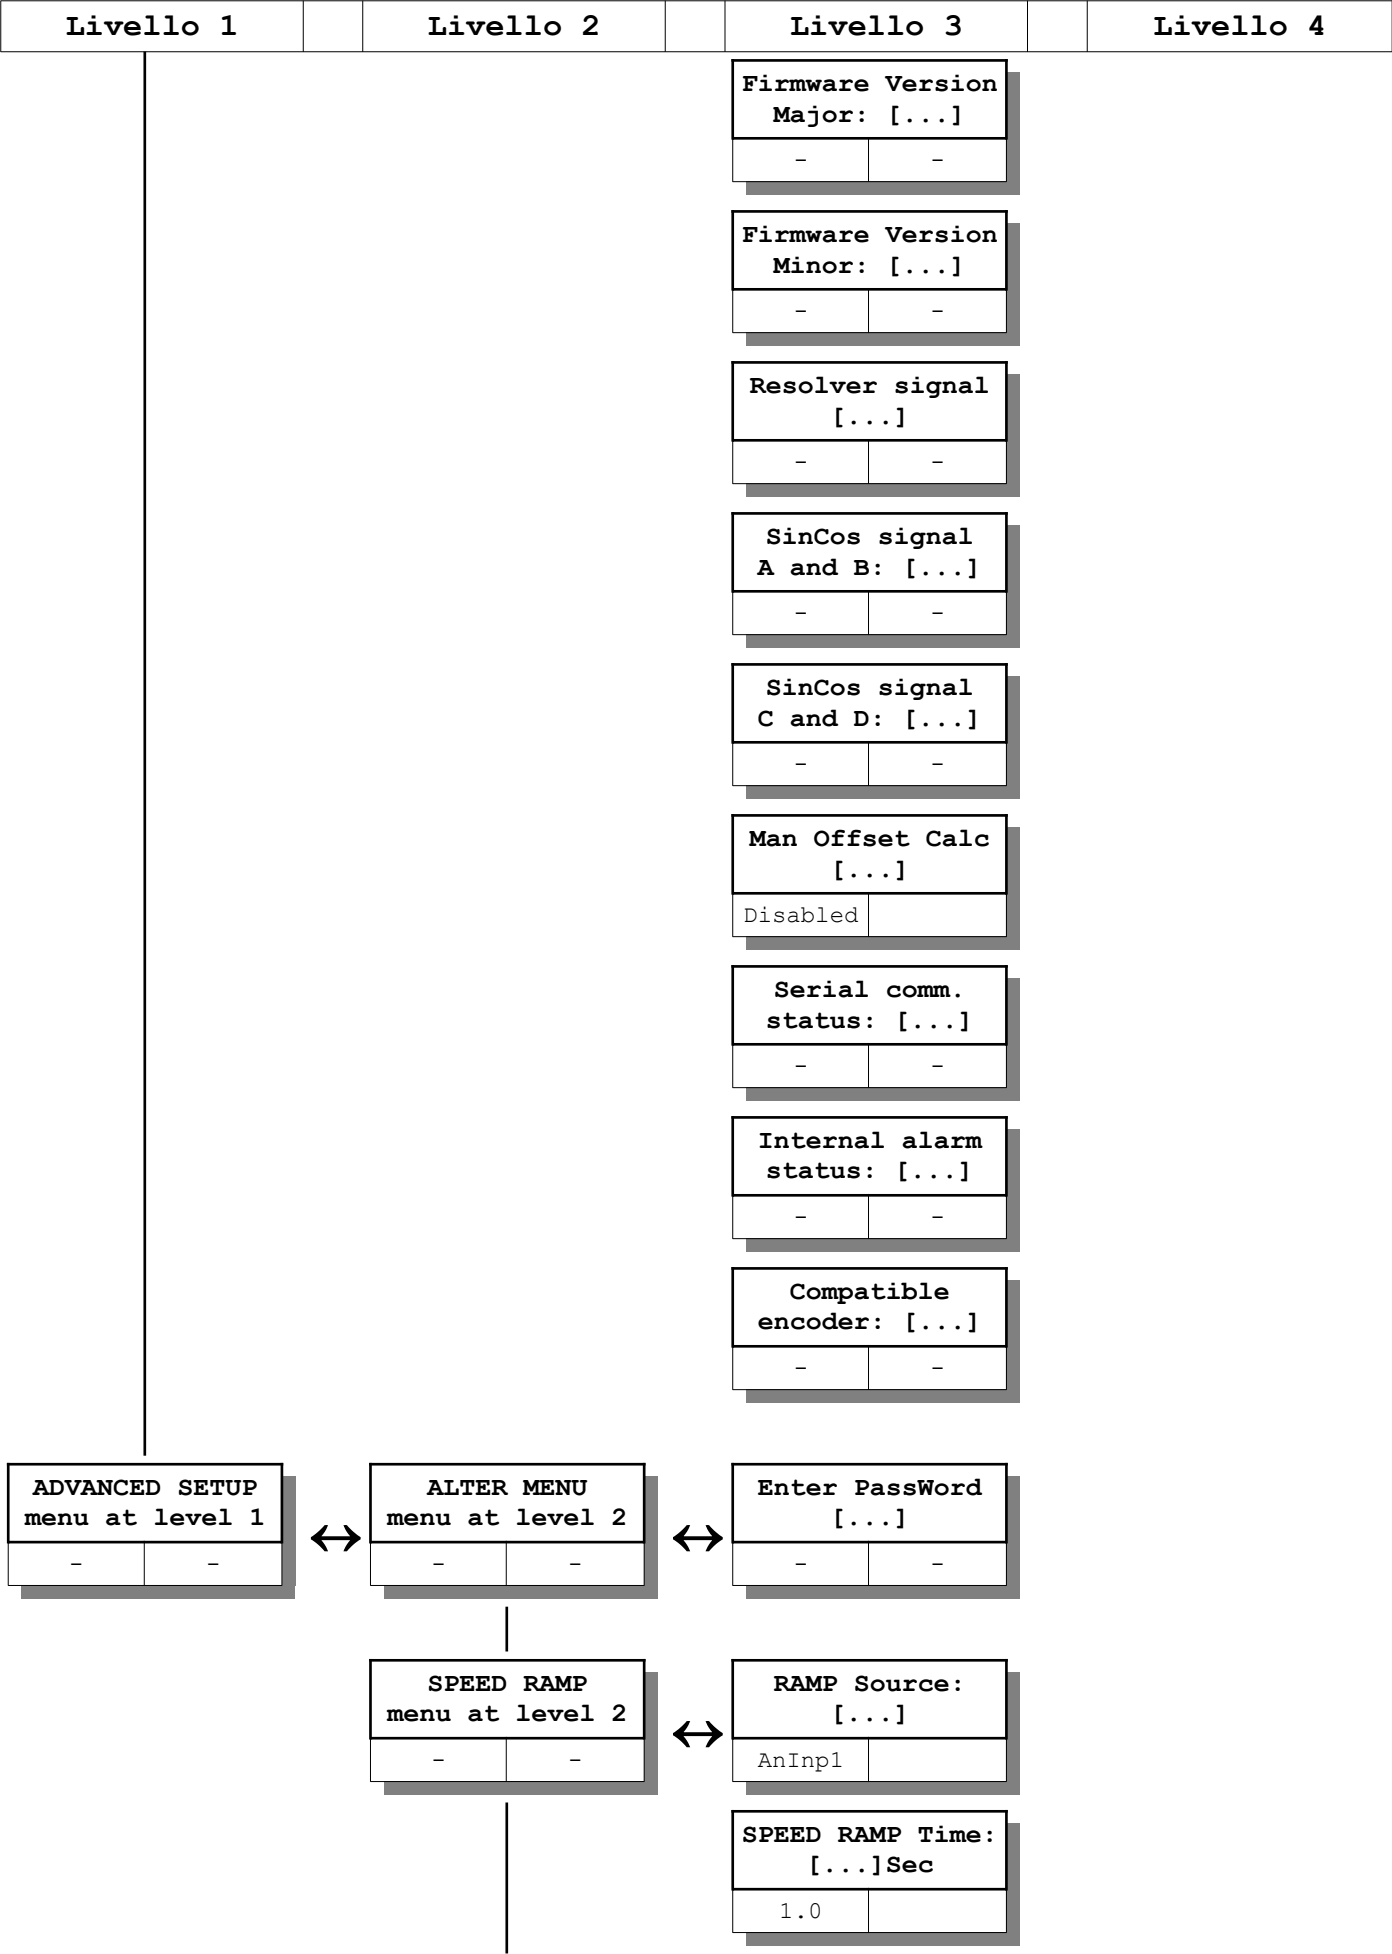 Livello 1 Livello 2 Livello 3 Livello 4
Firmware Version
Major: [...]
- -
Firmware Version
Minor: [...]
- -
Resolver signal
[...]
- -
SinCos signal
A and B: [...]
- -
SinCos signal
C and D: [...]
- -
Man Offset Calc
[...]
Disabled
Serial comm.
status: [...]
- -
Internal alarm
status: [...]
- -
Compatible
encoder: [...]
- -
ADVANCED SETUP
menu at level 1
- -
ALTER MENU
menu at level 2
- -
Enter PassWord
[...]
- -
SPEED RAMP
menu at level 2
- -
RAMP Source:
[...]
AnInp1
SPEED RAMP Time:
[...]Sec
1.0